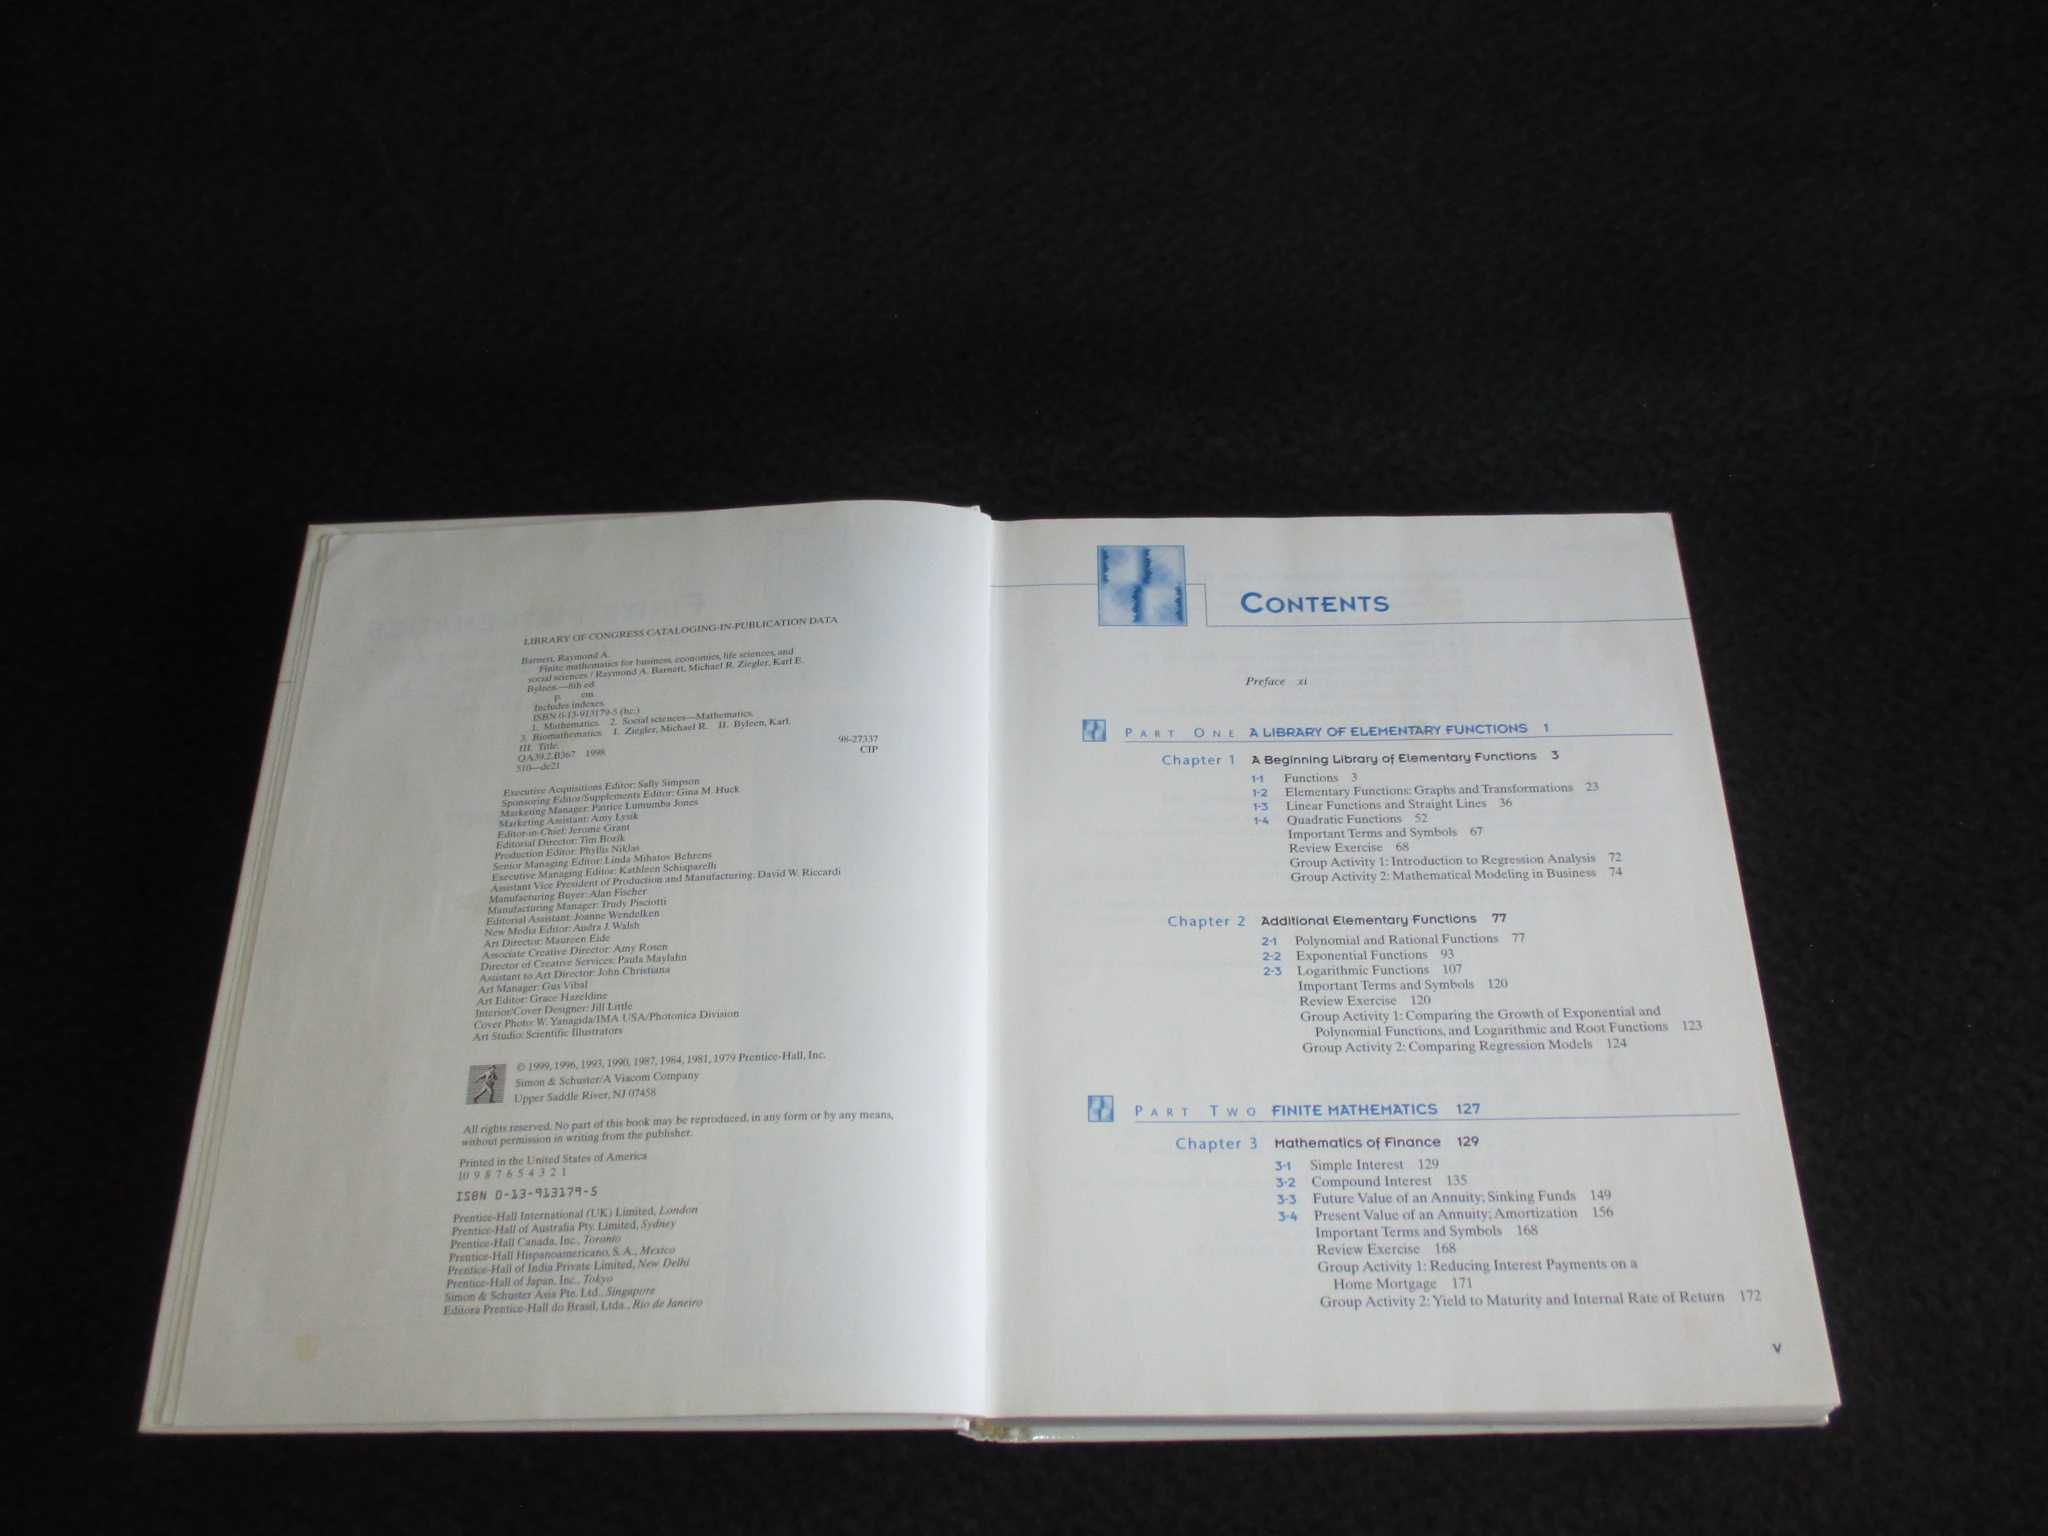 LIBRARY OF CONGRESS CATALOGING-IN-PUBLICATION DATA
Barnett, Raymond A.
Finite mathematics for business, economics, life sciences, and
social sciences / Raymond A. Barnett, Michael R. Ziegler, Karl E.
Byleen.—8th ed.
p. cm.
Includes indexes.
ISBN 0-13-913179-5 (hc.)
1. Mathematics. 2. Social sciences—Mathematics.
3. Biomathematics. I. Ziegler, Michael R. II. Byleen, Karl.
III. Title.
QA39.2.B367 1998
510—dc21
98-27337
CIP
Executive Acquisitions Editor: Sally Simpson
Sponsoring Editor/Supplements Editor: Gina M. Huck
Marketing Manager: Patrice Lumumba Jones
Marketing Assistant: Amy Lysik
Editor-in-Chief: Jerome Grant
Editorial Director: Tim Bozik
Production Editor: Phyllis Niklas
Senior Managing Editor: Linda Mihatov Behrens
Executive Managing Editor: Kathleen Schiaparelli
Assistant Vice President of Production and Manufacturing: David W. Riccardi
Manufacturing Buyer: Alan Fischer
Manufacturing Manager: Trudy Pisciotti
Editorial Assistant: Joanne Wendelken
New Media Editor: Audra J. Walsh
Art Director: Maureen Eide
Associate Creative Director: Amy Rosen
Director of Creative Services: Paula Maylahn
Assistant to Art Director: John Christiana
Art Manager: Gus Vibal
Art Editor: Grace Hazeldine
Interior/Cover Designer: Jill Little
Cover Photo: W. Yanagida/IMA USA/Photonica Division
Art Studio: Scientific Illustrators
© 1999, 1996, 1993, 1990, 1987, 1984, 1981, 1979 Prentice-Hall, Inc.
Simon & Schuster/A Viacom Company
Upper Saddle River, NJ 07458
All rights reserved. No part of this book may be reproduced, in any form or by any means,
without permission in writing from the publisher.
Printed in the United States of America
10 9 8 7 6 5 4 3 2 1
ISBN 0-13-913179-5
Prentice-Hall International (UK) Limited, London
Prentice-Hall of Australia Pty. Limited, Sydney
Prentice-Hall Canada, Inc., Toronto
Prentice-Hall Hispanoamericano, S. A., Mexico
Prentice-Hall of India Private Limited, New Delhi
Prentice-Hall of Japan, Inc., Tokyo
Simon & Schuster Asia Pte. Ltd., Singapore
Editora Prentice-Hall do Brasil, Ltda., Rio de Janeiro
CONTENTS
Preface xi
PART ONE A LIBRARY OF ELEMENTARY FUNCTIONS 1
Chapter 1 A Beginning Library of Elementary Functions 3
1-1 Functions 3
1-2 Elementary Functions: Graphs and Transformations 23
1-3 Linear Functions and Straight Lines 36
1-4 Quadratic Functions 52
Important Terms and Symbols 67
Review Exercise 68
Group Activity 1: Introduction to Regression Analysis 72
Group Activity 2: Mathematical Modeling in Business 74
Chapter 2 Additional Elementary Functions 77
2-1 Polynomial and Rational Functions 77
2-2 Exponential Functions 93
2-3 Logarithmic Functions 107
Important Terms and Symbols 120
Review Exercise 120
Group Activity 1: Comparing the Growth of Exponential and
Polynomial Functions, and Logarithmic and Root Functions 123
Group Activity 2: Comparing Regression Models 124
PART TWO FINITE MATHEMATICS 127
Chapter 3 Mathematics of Finance 129
3-1 Simple Interest 129
3-2 Compound Interest 135
3-3 Future Value of an Annuity; Sinking Funds 149
3-4 Present Value of an Annuity; Amortization 156
Important Terms and Symbols 168
Review Exercise 168
Group Activity 1: Reducing Interest Payments on a
Home Mortgage 171
Group Activity 2: Yield to Maturity and Internal Rate of Return 172
v